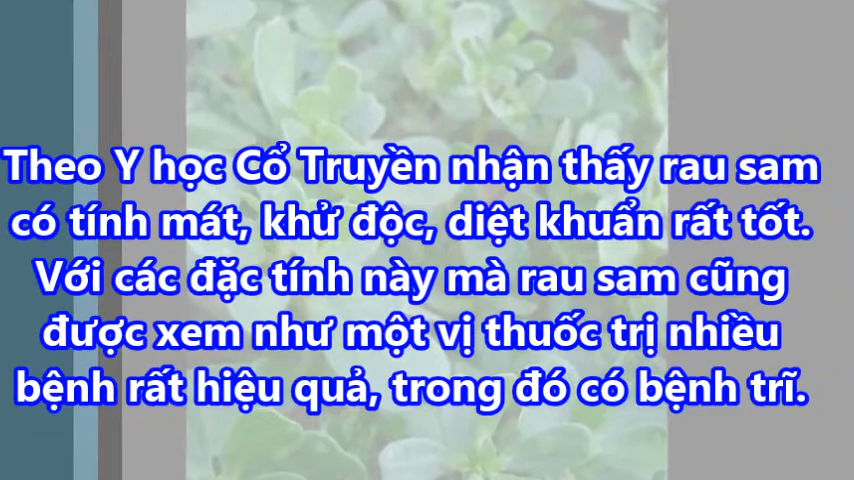 Theo Y học Cổ Truyền nhận thấy rau sam
có tính mát, khử độc, diệt khuẩn rất tốt.
Với các đặc tính này mà rau sam cũng
được xem như một vị thuốc trị nhiều
bệnh rất hiệu quả, trong đó có bệnh trĩ.